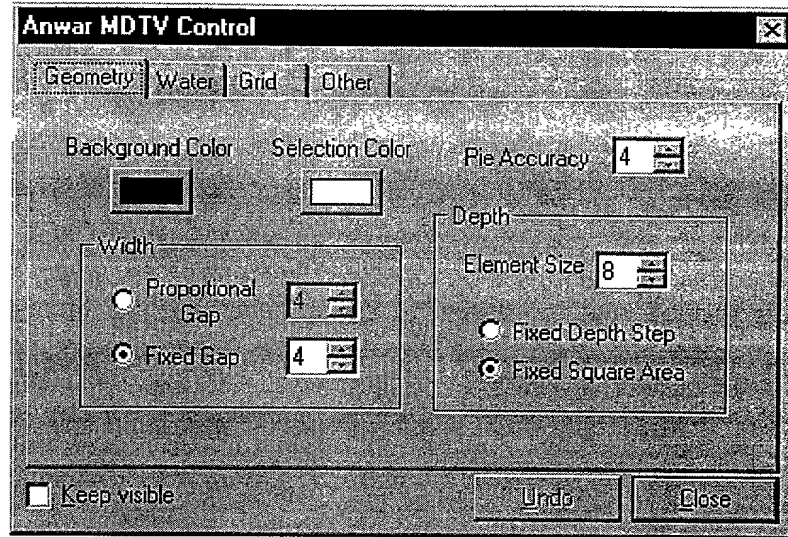 Anwar MDTV Control
Geometry Water Grid Other
Background Color Selection Color Pie Accuracy 4
Width Depth
Proportional Gap 4 Element Size 8
Fixed Gap 4 Fixed Depth Step
Fixed Square Area
Keep visible Undo Close